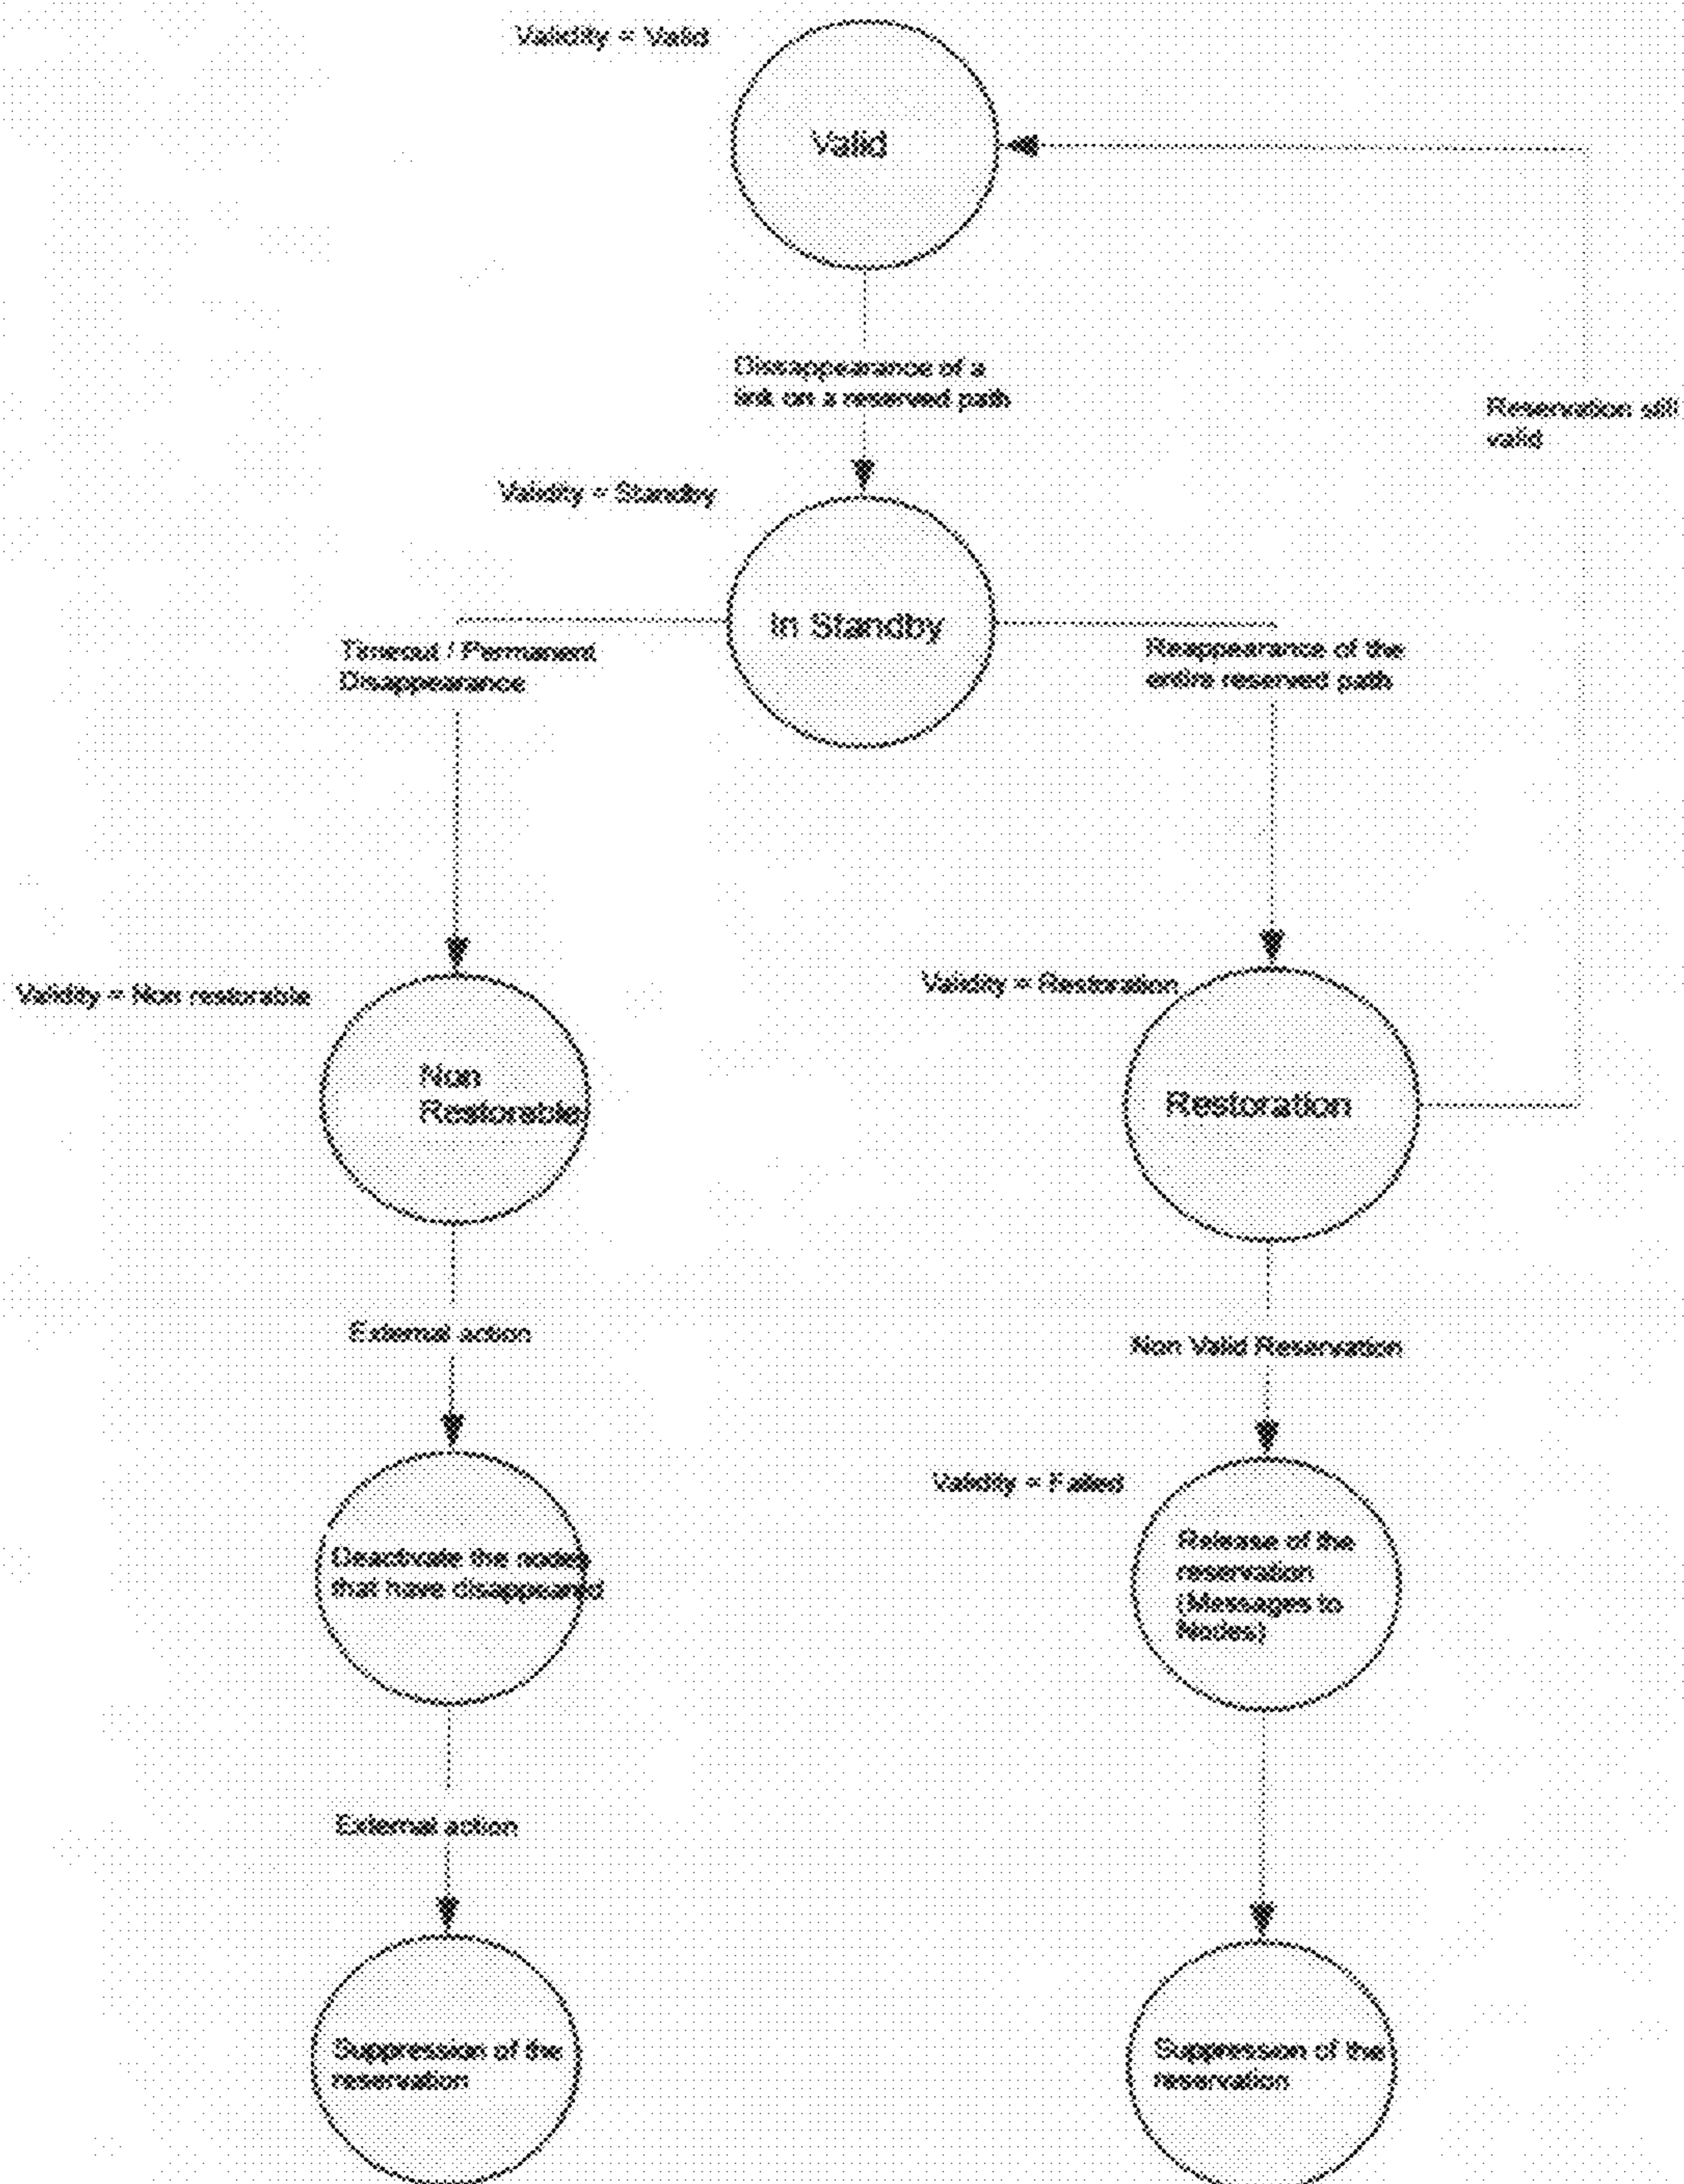 Validity = Valid
Valid
Dissappearance of a
link on a reserved path
Reservation still
valid
Validity = Standby
In Standby
Timeout / Permanent
Disappearance
Reappearance of the
entire reserved path
Validity = Non restorable
Validity = Restoration
Non
Restorable
Restoration
External action
Non Valid Reservation
Validity = Failed
Deactivate the nodes
that have disappeared
Release of the
reservation
(Messages to
Nodes)
External action
Suppression of the
reservation
Suppression of the
reservation